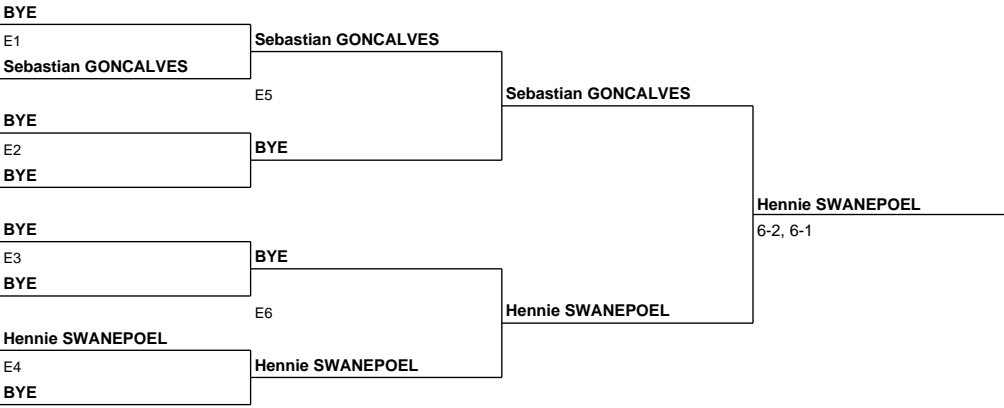 BYE
E1
Sebastian GONCALVES
Sebastian GONCALVES
E5
Sebastian GONCALVES
BYE
E2
BYE
BYE
Hennie SWANEPOEL
6-2, 6-1
BYE
E3
BYE
BYE
E6
Hennie SWANEPOEL
Hennie SWANEPOEL
E4
Hennie SWANEPOEL
BYE